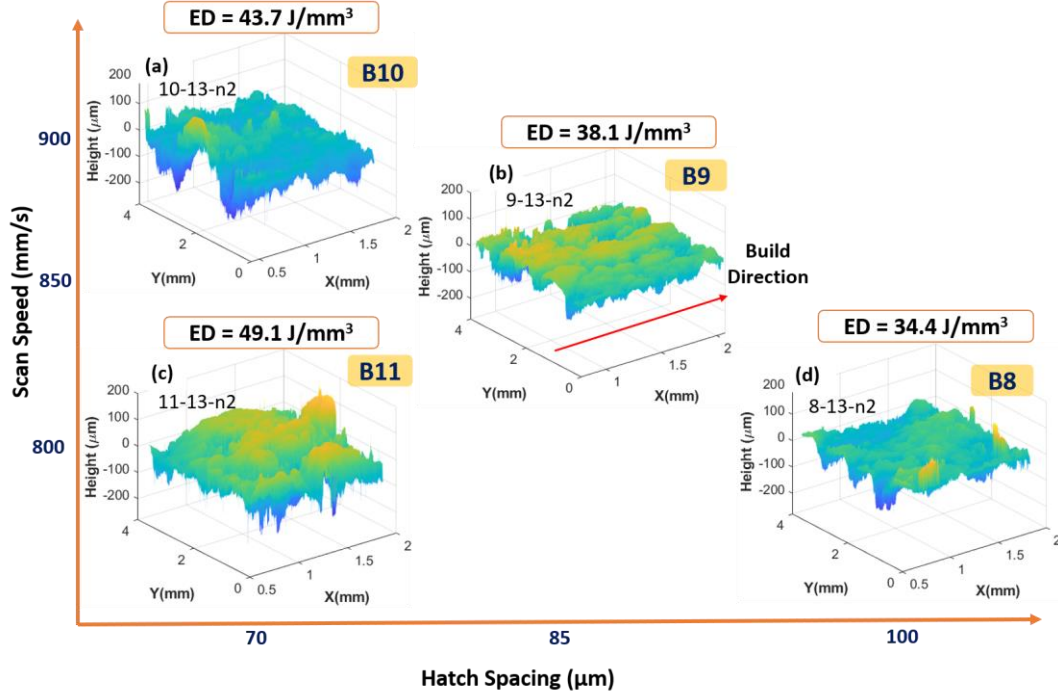 ED = 43.7 J/mm³
(a)
B10
10-13-n2
200
100
0
-100
-200
Height (µm)
4
2
0
Y(mm)
0.5
1
1.5
2
X(mm)
ED = 38.1 J/mm³
(b)
B9
9-13-n2
200
100
0
-100
-200
Height (µm)
4
2
0
Y(mm)
1
1.5
2
X(mm)
Build
Direction
ED = 49.1 J/mm³
(c)
B11
11-13-n2
200
100
0
-100
-200
Height (µm)
4
2
0
Y(mm)
0.5
1
1.5
2
X(mm)
ED = 34.4 J/mm³
(d)
B8
8-13-n2
200
100
0
-100
-200
Height (µm)
4
2
0
Y(mm)
0.5
1
1.5
2
X(mm)
900
850
800
Scan Speed (mm/s)
70
85
100
Hatch Spacing (µm)